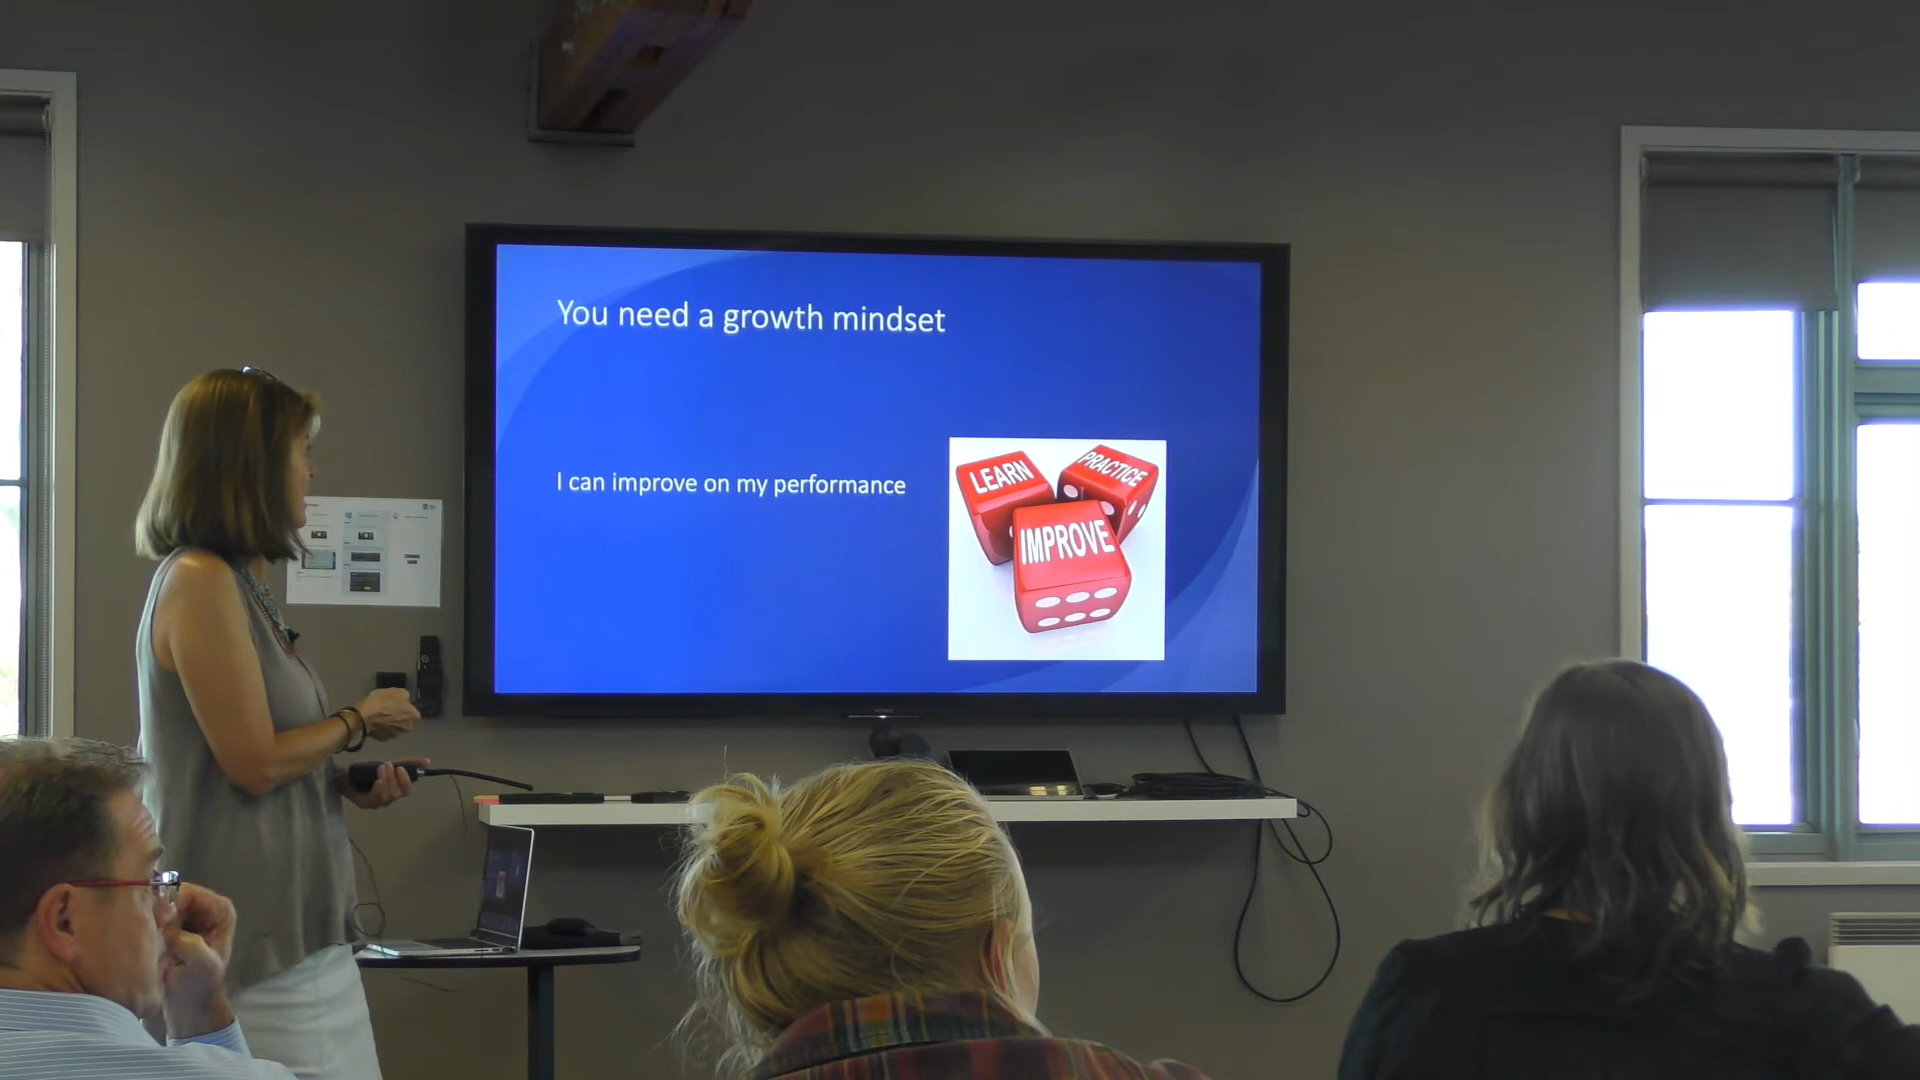 You need a growth mindset
I can improve on my performance
LEARN
PRACTICE
IMPROVE